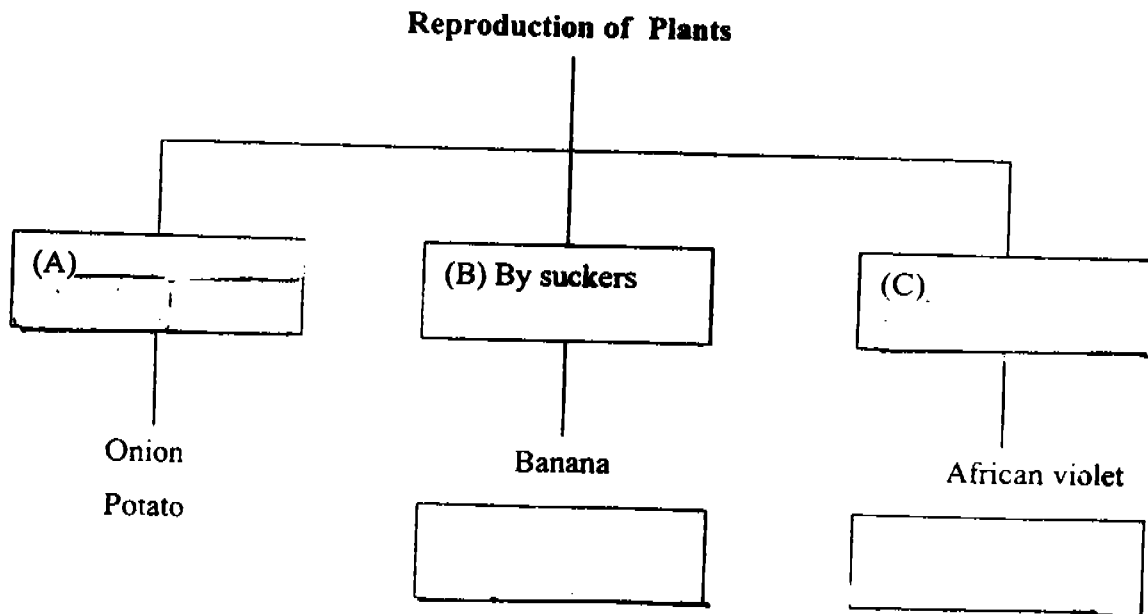 Reproduction of Plants
(A)
(B) By suckers
(C)
Onion
Potato
Banana
African violet